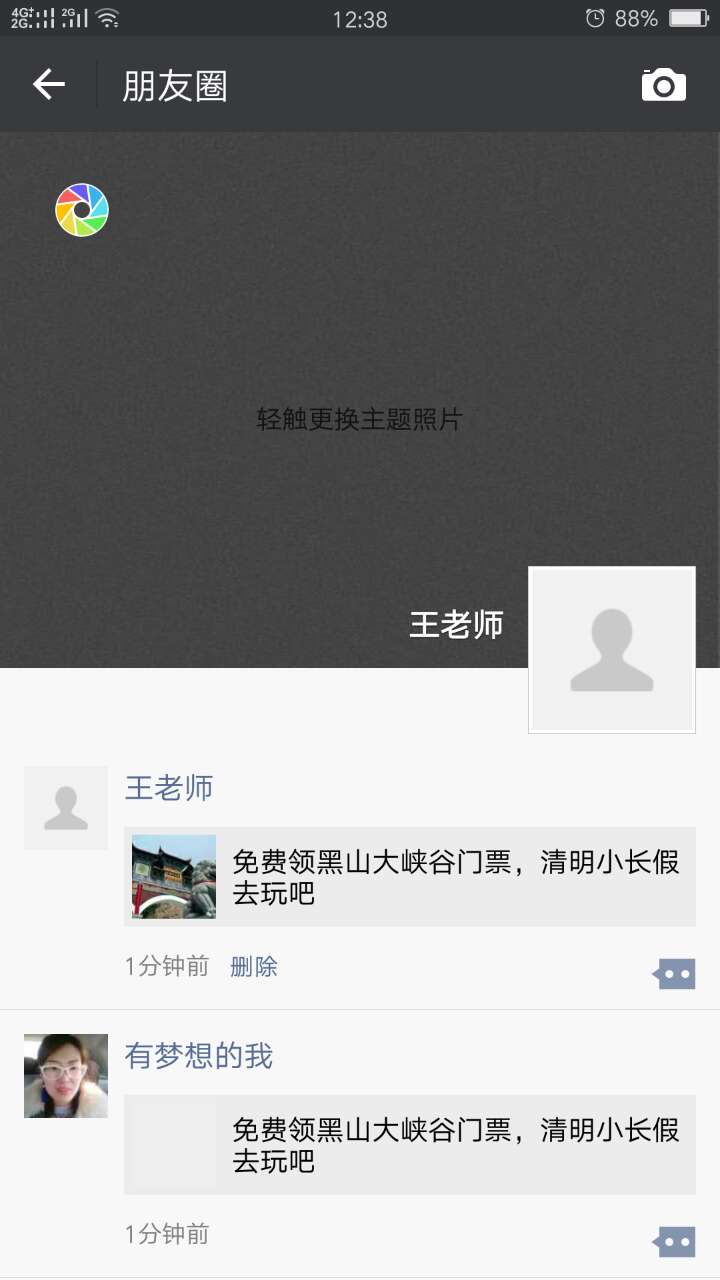 4G+ 2G 2G 12:38 88%
朋友圈
轻触更换主题照片
王老师
王老师
免费领黑山大峡谷门票，清明小长假
去玩吧
1分钟前 删除
有梦想的我
免费领黑山大峡谷门票，清明小长假
去玩吧
1分钟前